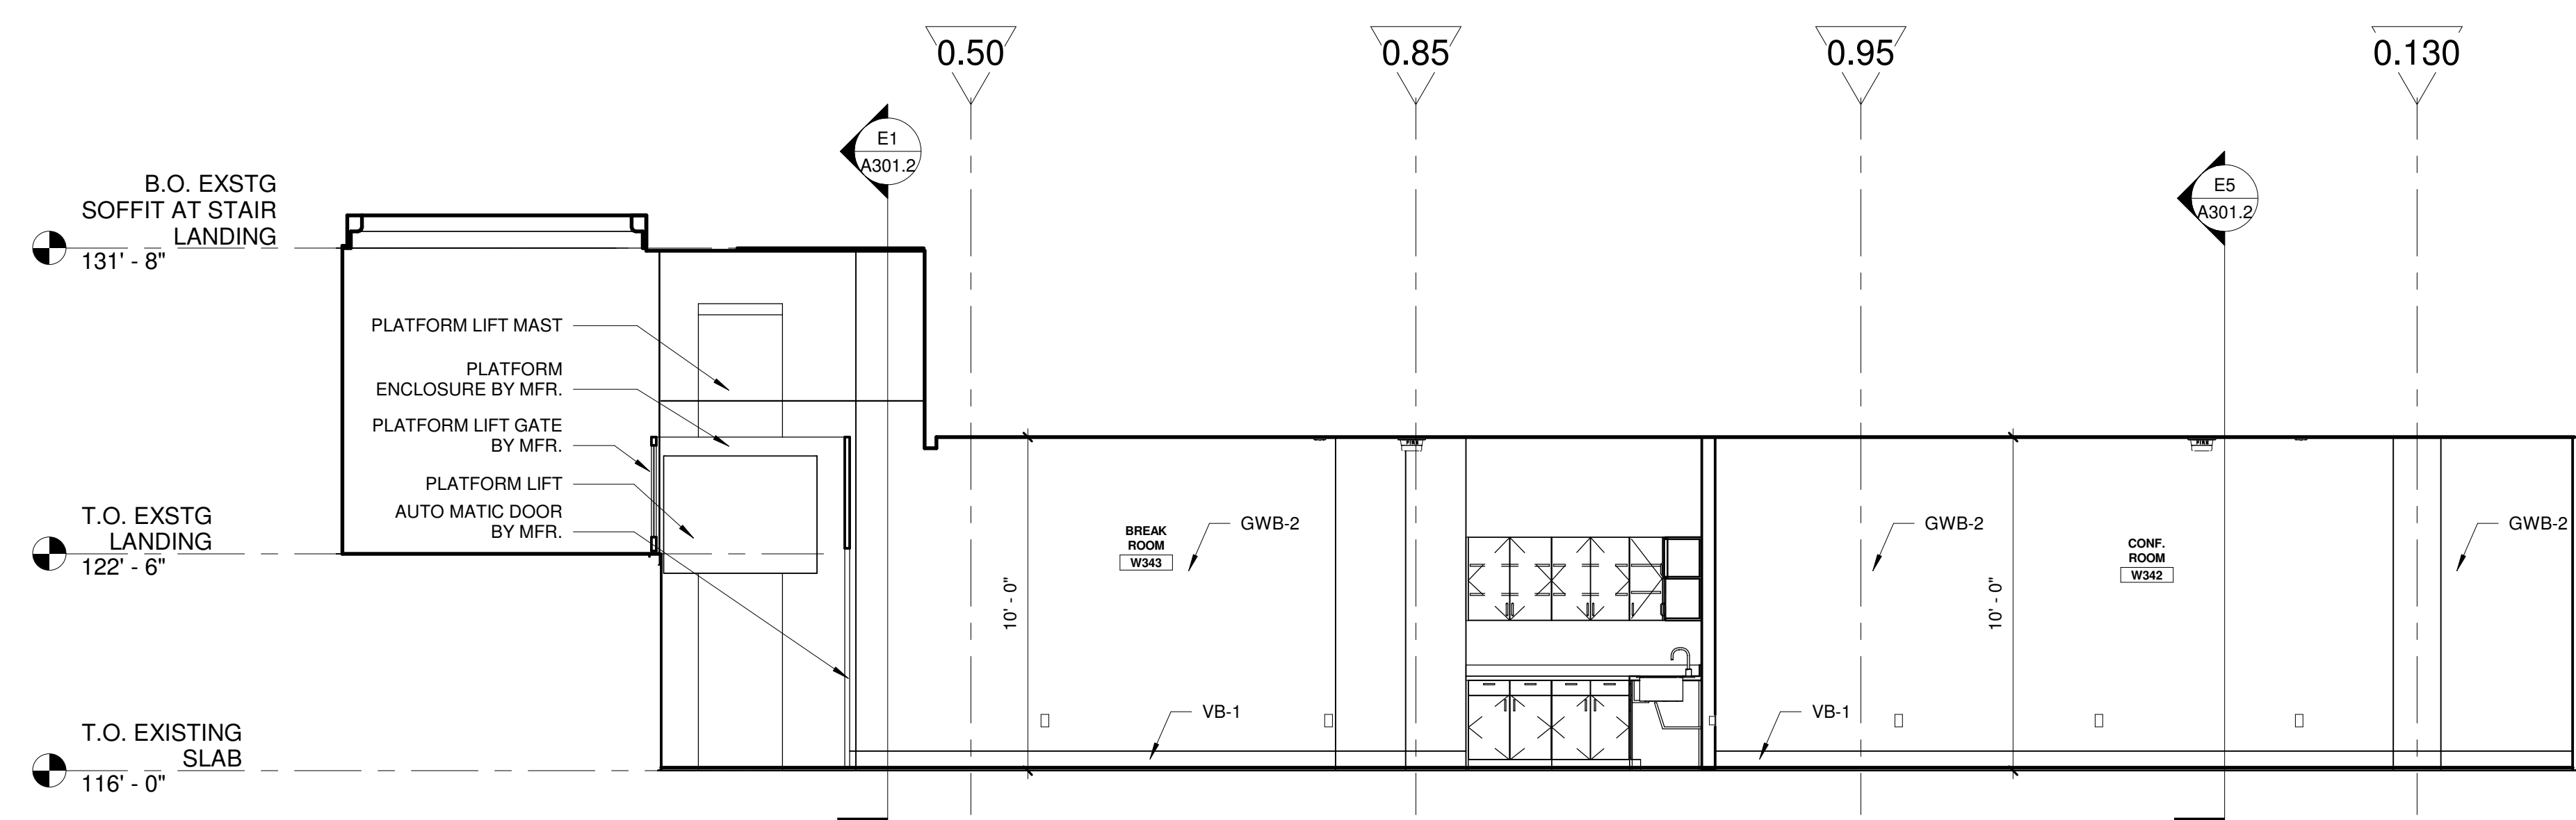 0.50
0.85
0.95
0.130
E1
A301.2
E5
A301.2
B.O. EXSTG
SOFFIT AT STAIR
LANDING
131' - 8"
PLATFORM LIFT MAST
PLATFORM
ENCLOSURE BY MFR.
PLATFORM LIFT GATE
BY MFR.
PLATFORM LIFT
AUTO MATIC DOOR
BY MFR.
T.O. EXSTG
LANDING
122' - 6"
T.O. EXISTING
SLAB
116' - 0"
FIRE
FIRE
BREAK
ROOM
W343
GWB-2
10' - 0"
VB-1
GWB-2
10' - 0"
CONF.
ROOM
W342
GWB-2
VB-1